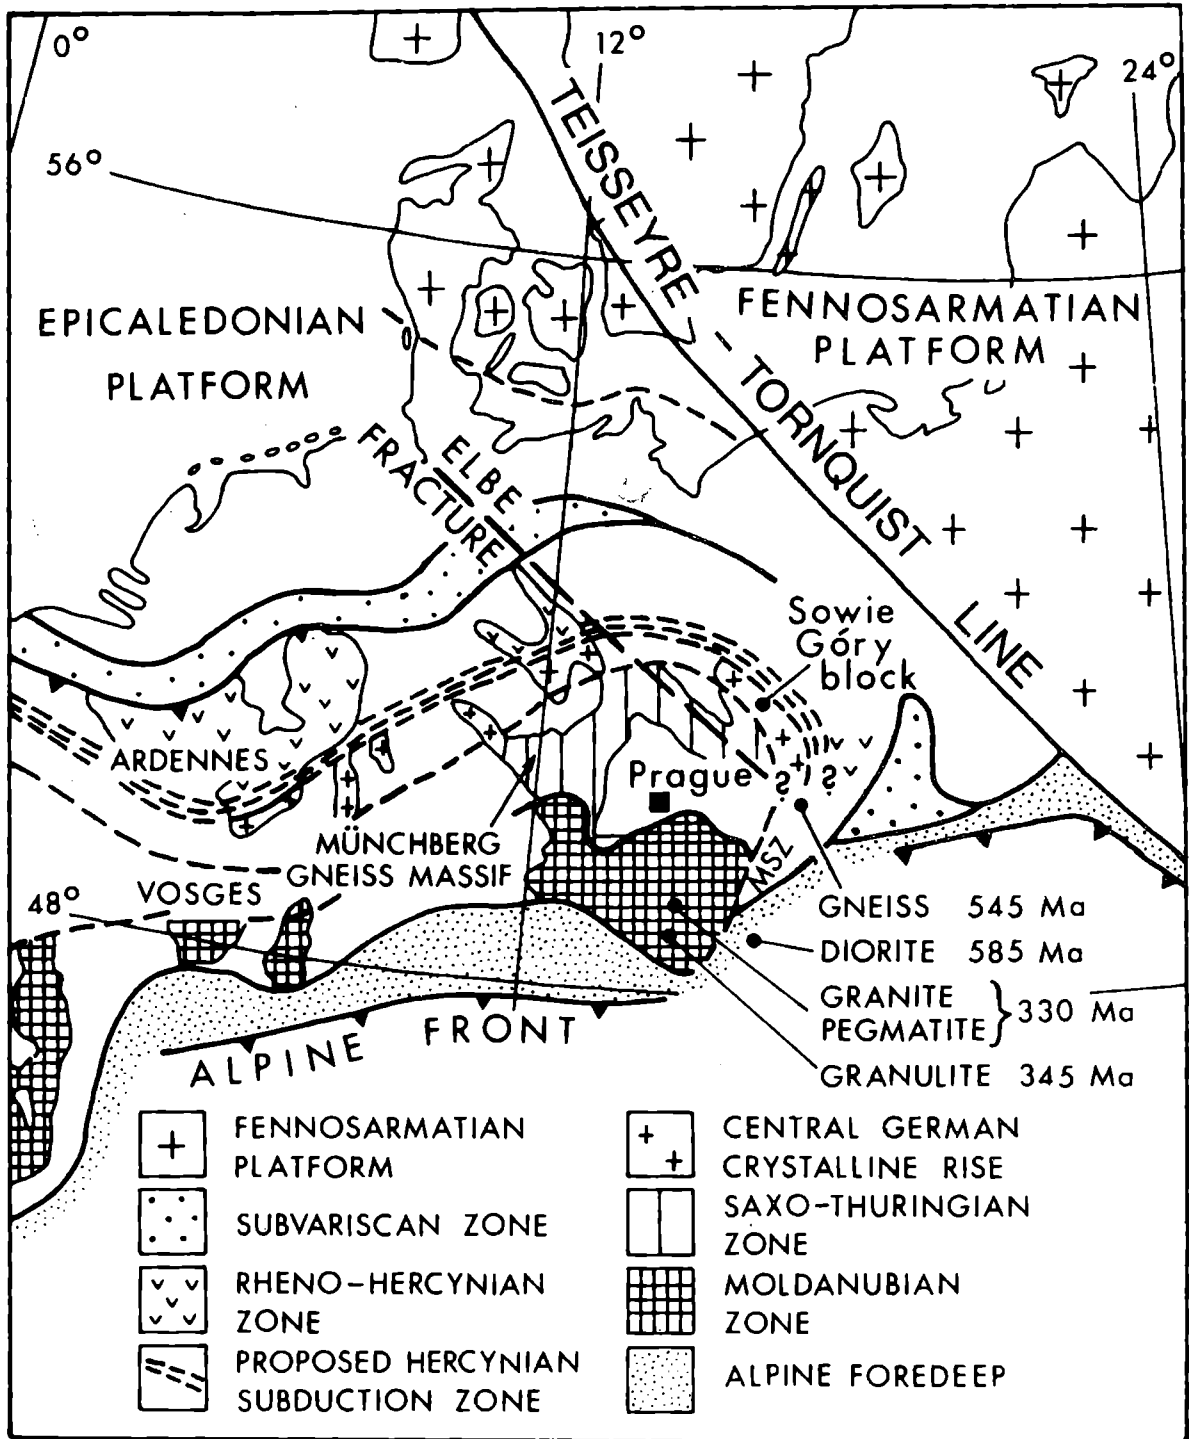 0°
12°
24°
56°
TEISSEYRE - TORNQUIST LINE
EPICALEDONIAN
PLATFORM
FENNOSARMATIAN
PLATFORM
ELBE
FRACTURE
Sowie
Góry
block
ARDENNES
Prague
? ?
MÜNCHBERG
GNEISS MASSIF
MSZ
VOSGES
48°
GNEISS 545 Ma
DIORITE 585 Ma
GRANITE
PEGMATITE } 330 Ma
GRANULITE 345 Ma
ALPINE FRONT
FENNOSARMATIAN
PLATFORM
SUBVARISCAN ZONE
RHENO-HERCYNIAN
ZONE
PROPOSED HERCYNIAN
SUBDUCTION ZONE
CENTRAL GERMAN
CRYSTALLINE RISE
SAXO-THURINGIAN
ZONE
MOLDANUBIAN
ZONE
ALPINE FOREDEEP